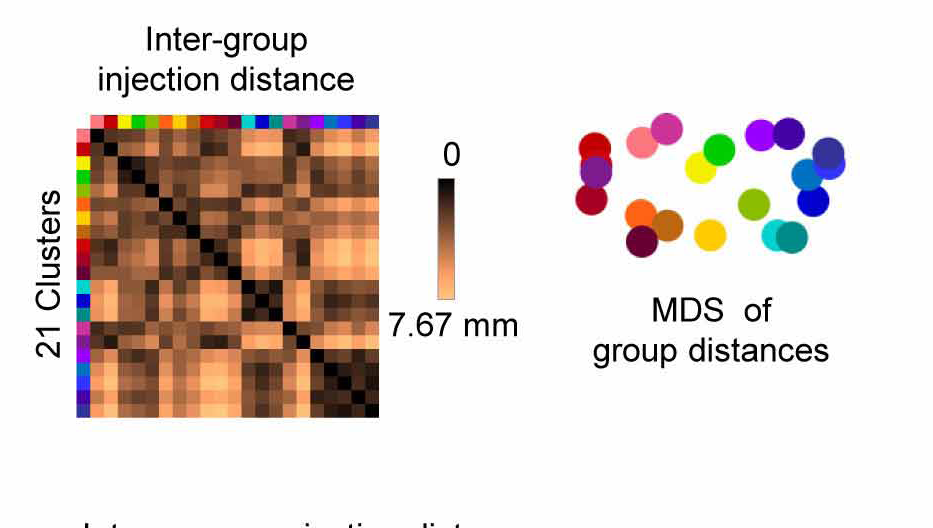 Inter-group
injection distance
0
21 Clusters
7.67 mm
MDS of
group distances